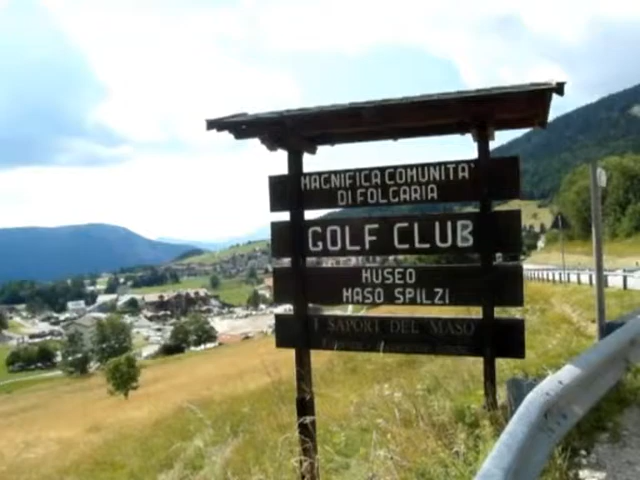 MAGNIFICA COMUNITA'
DI FOLGARIA
GOLF CLUB
MUSEO
MASO SPILZI
I SAPORI DEL MASO